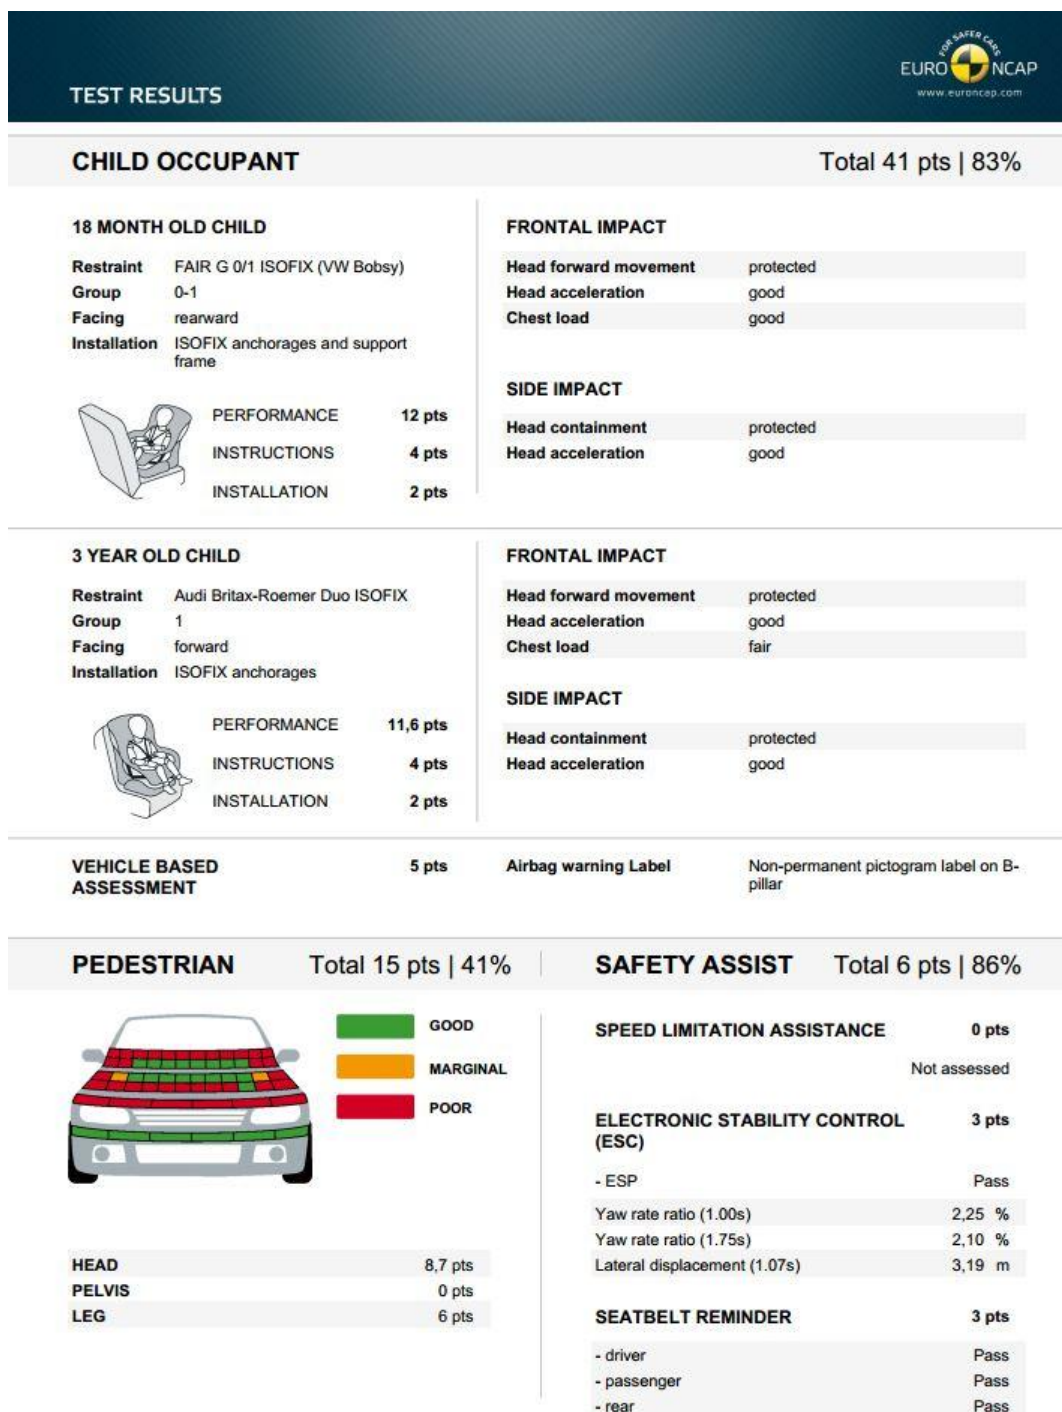 FOR SAFER CARS
EURO NCAP
www.euroncap.com
TEST RESULTS
CHILD OCCUPANT Total 41 pts | 83%
18 MONTH OLD CHILD
Restraint FAIR G 0/1 ISOFIX (VW Bobsy)
Group 0-1
Facing rearward
Installation ISOFIX anchorages and support
frame
PERFORMANCE 12 pts
INSTRUCTIONS 4 pts
INSTALLATION 2 pts
FRONTAL IMPACT
Head forward movement protected
Head acceleration good
Chest load good
SIDE IMPACT
Head containment protected
Head acceleration good
3 YEAR OLD CHILD
Restraint Audi Britax-Roemer Duo ISOFIX
Group 1
Facing forward
Installation ISOFIX anchorages
PERFORMANCE 11,6 pts
INSTRUCTIONS 4 pts
INSTALLATION 2 pts
FRONTAL IMPACT
Head forward movement protected
Head acceleration good
Chest load fair
SIDE IMPACT
Head containment protected
Head acceleration good
VEHICLE BASED 5 pts
ASSESSMENT
Airbag warning Label Non-permanent pictogram label on B-
pillar
PEDESTRIAN Total 15 pts | 41%
GOOD
MARGINAL
POOR
HEAD 8,7 pts
PELVIS 0 pts
LEG 6 pts
SAFETY ASSIST Total 6 pts | 86%
SPEED LIMITATION ASSISTANCE 0 pts
Not assessed
ELECTRONIC STABILITY CONTROL 3 pts
(ESC)
- ESP Pass
Yaw rate ratio (1.00s) 2,25 %
Yaw rate ratio (1.75s) 2,10 %
Lateral displacement (1.07s) 3,19 m
SEATBELT REMINDER 3 pts
- driver Pass
- passenger Pass
- rear Pass